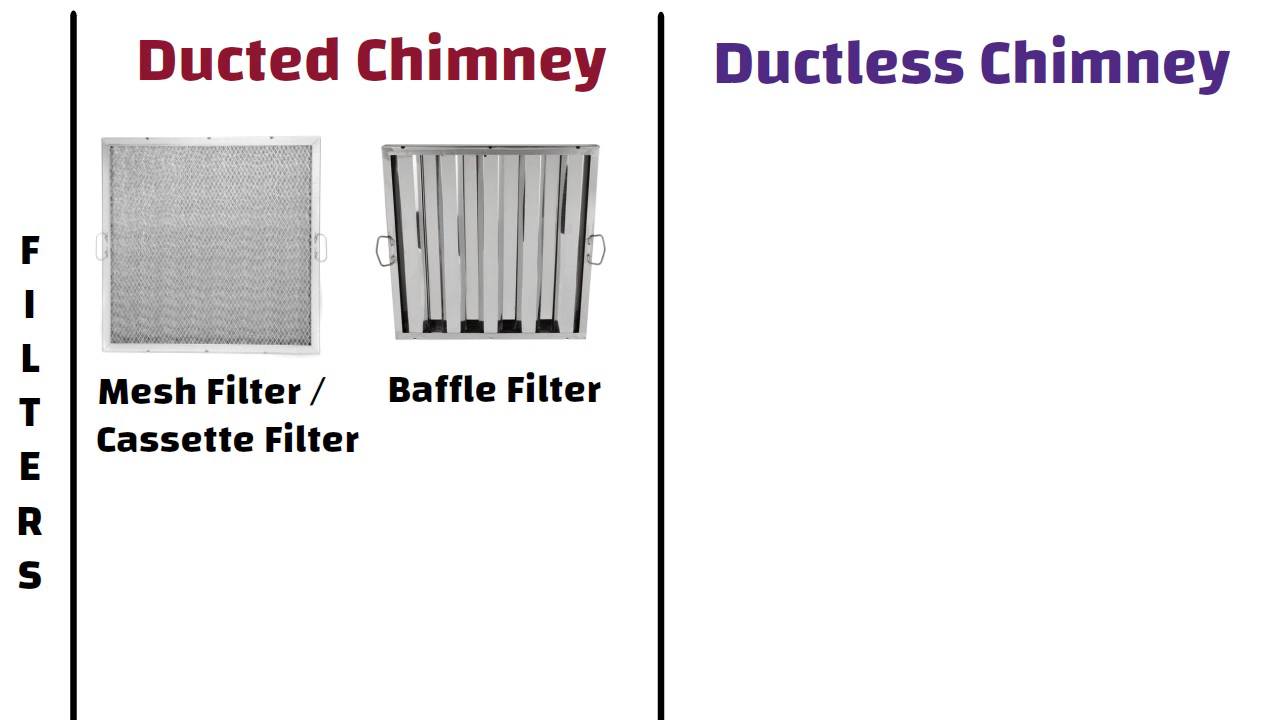 Ducted Chimney
Ductless Chimney
FILTERS
Mesh Filter /
Cassette Filter
Baffle Filter